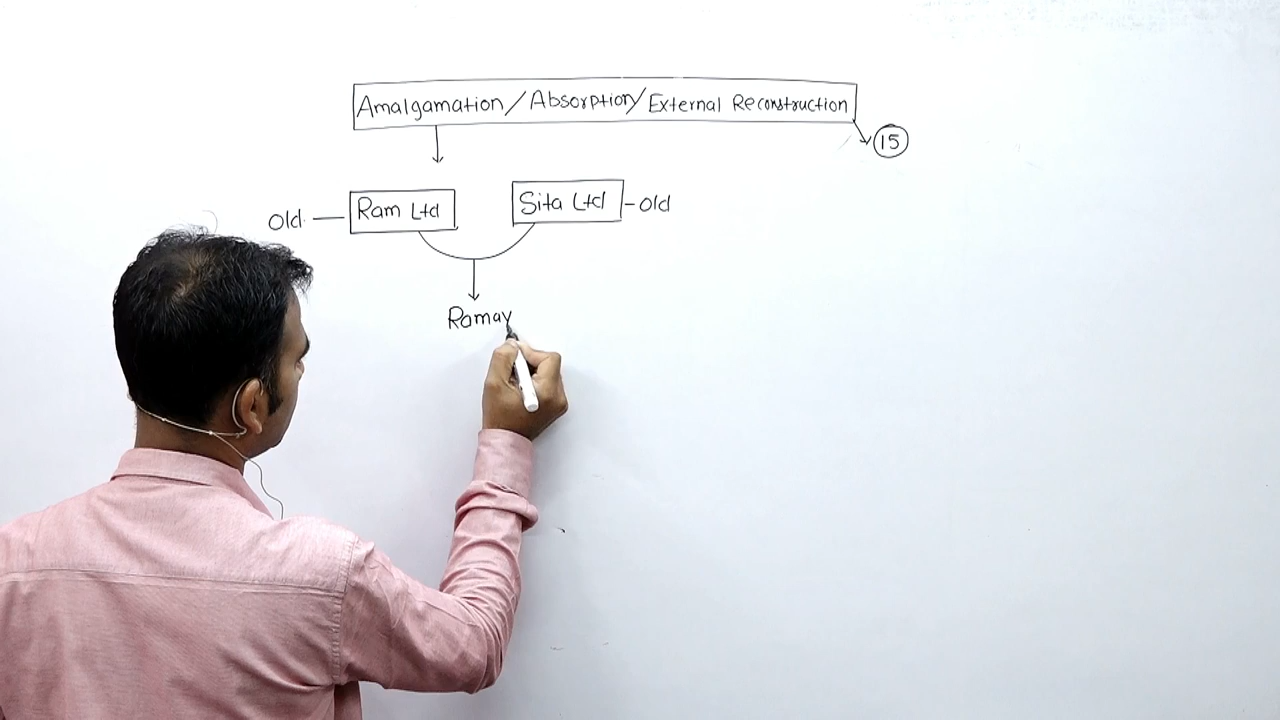 Amalgamation / Absorption / External Reconstruction
15
Old Ram Ltd Sita Ltd - Old
Ramay